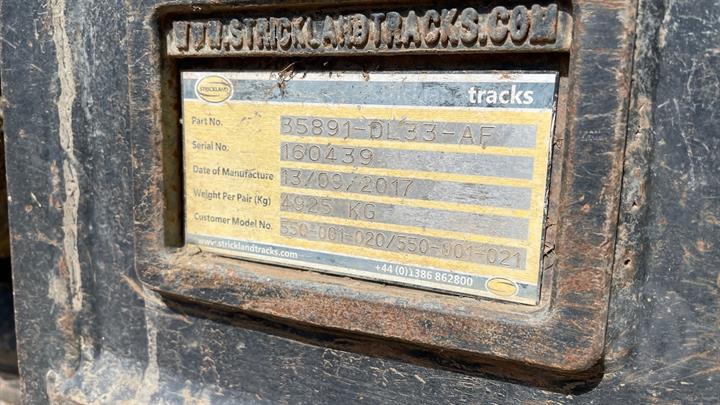 WWW.STRICKLANDTRACKS.COM
STRICKLAND
tracks
Part No. 35891-DL33-AF
Serial No. 160439
Date of Manufacture 13/09/2017
Weight Per Pair (Kg) 4925 KG
Customer Model No. 550-001-020/550-001-021
www.stricklandtracks.com
+44 (0)1386 862800